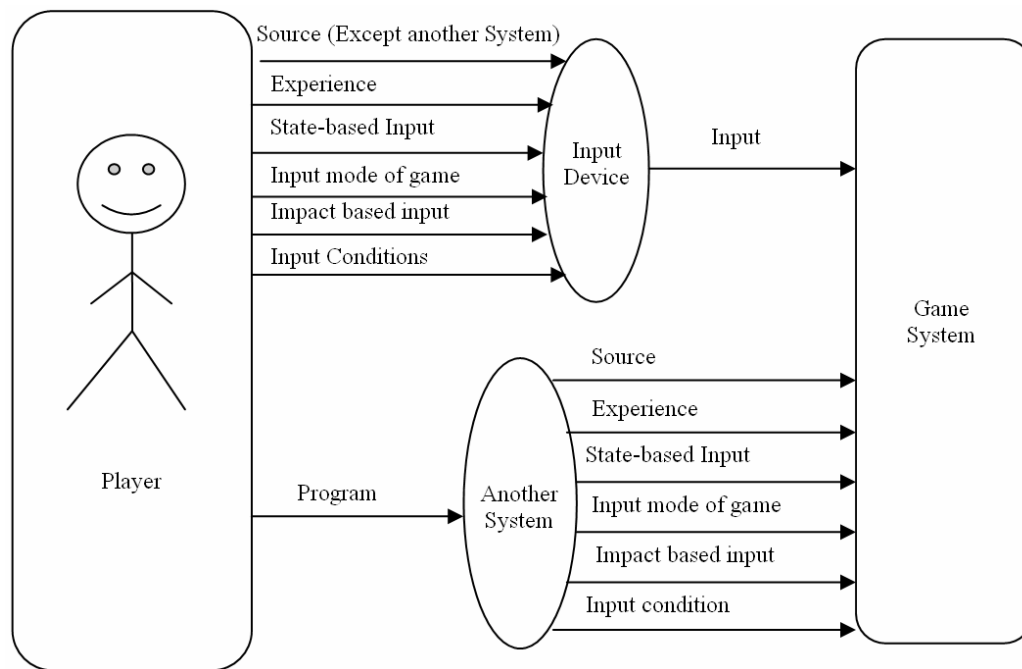 Source (Except another System)
Experience
State-based Input
Input mode of game
Impact based input
Input Conditions
Input
Device
Input
Game
System
Player
Program
Another
System
Source
Experience
State-based Input
Input mode of game
Impact based input
Input condition